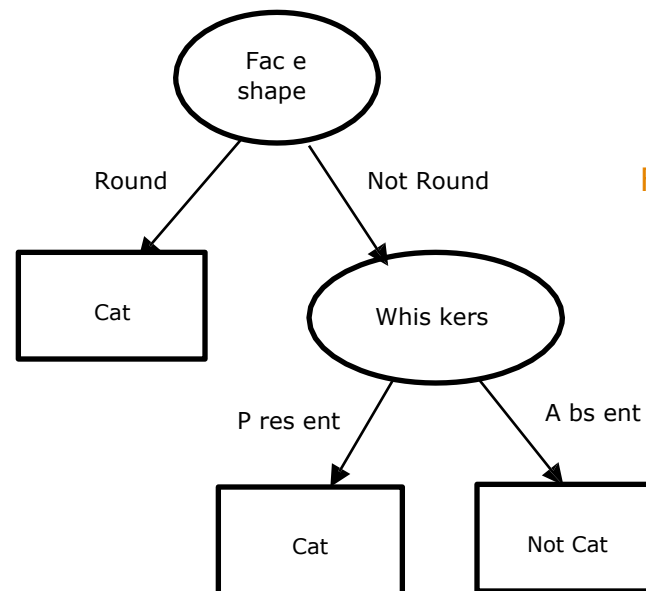 Fac e
shape
Round
Not Round
Cat
Whis kers
P res ent
A bs ent
Cat
Not Cat